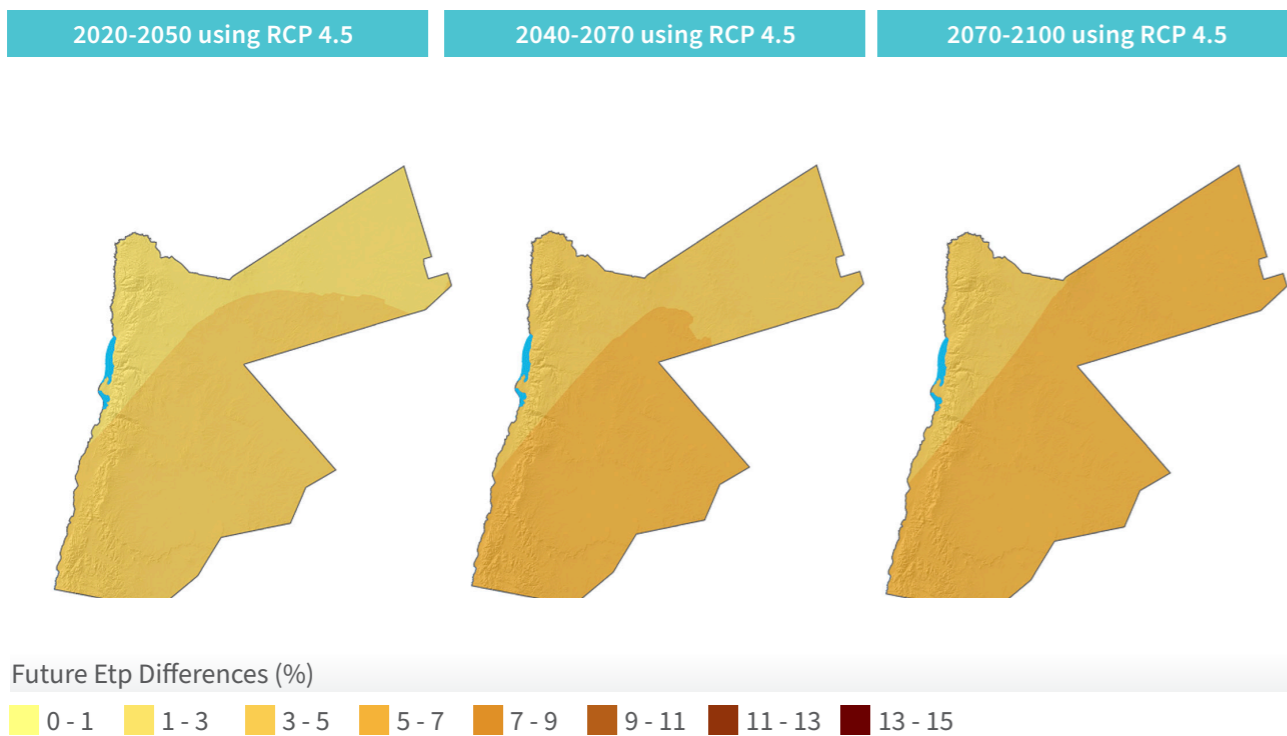 2020-2050 using RCP 4.5
2040-2070 using RCP 4.5
2070-2100 using RCP 4.5
Future Etp Differences (%)
0 - 1
1 - 3
3 - 5
5 - 7
7 - 9
9 - 11
11 - 13
13 - 15